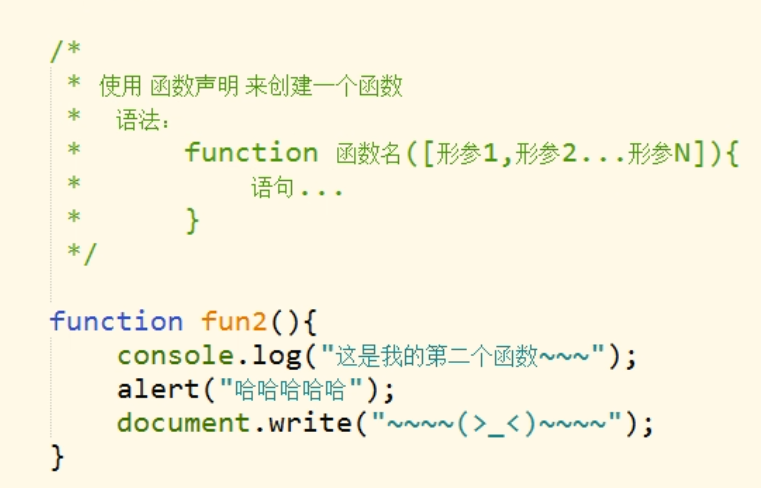 /*
 * 使用 函数声明 来创建一个函数
 *   语法：
 *       function 函数名([形参1,形参2...形参N]){
 *           语句...
 *       }
 */
function fun2(){
    console.log("这是我的第二个函数~~~");
    alert("哈哈哈哈哈");
    document.write("~~~~(>_<)~~~~");
}